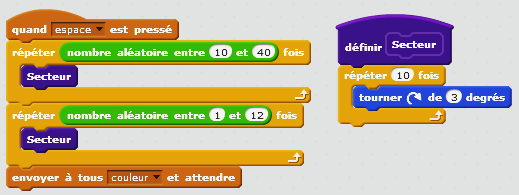 quand espace est pressé
répéter nombre aléatoire entre 10 et 40 fois
Secteur
répéter nombre aléatoire entre 1 et 12 fois
Secteur
envoyer à tous couleur et attendre
définir Secteur
répéter 10 fois
tourner de 3 degrés